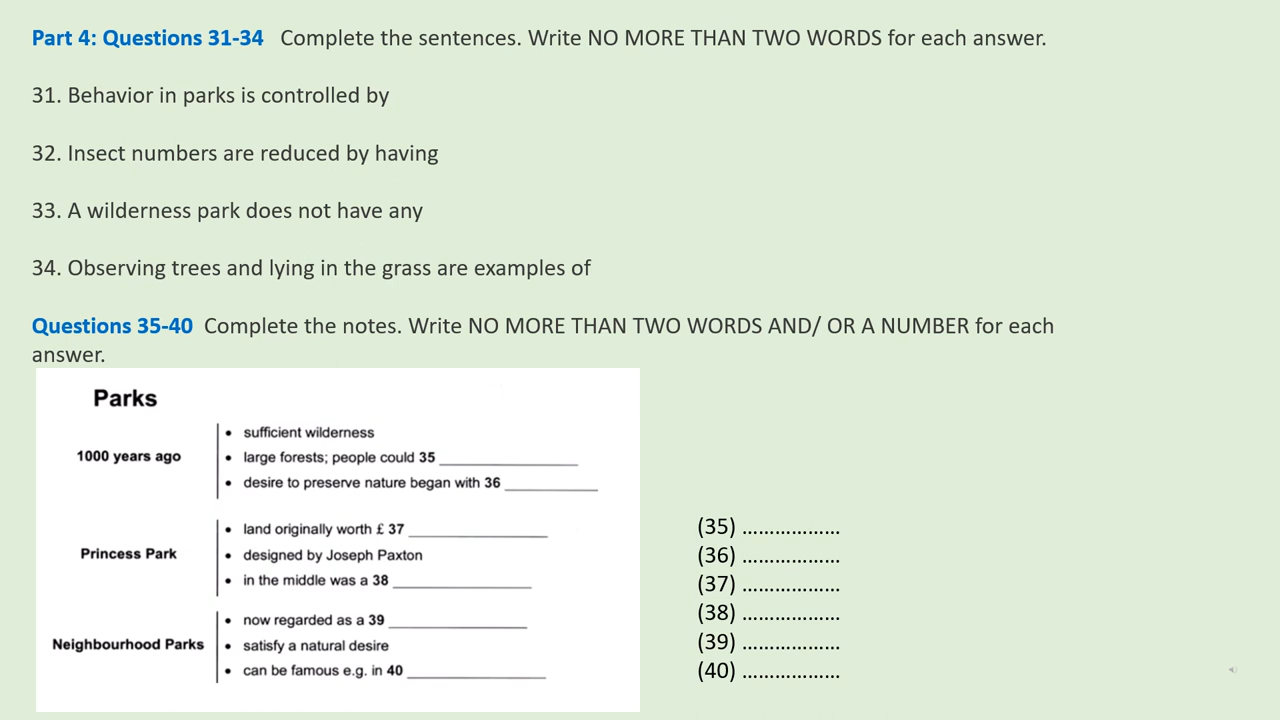 Part 4: Questions 31-34 Complete the sentences. Write NO MORE THAN TWO WORDS for each answer.
31. Behavior in parks is controlled by
32. Insect numbers are reduced by having
33. A wilderness park does not have any
34. Observing trees and lying in the grass are examples of
Questions 35-40 Complete the notes. Write NO MORE THAN TWO WORDS AND/ OR A NUMBER for each
answer.
Parks
1000 years ago
• sufficient wilderness
• large forests; people could 35 ____________
• desire to preserve nature began with 36 ________
Princess Park
• land originally worth £ 37 ____________
• designed by Joseph Paxton
• in the middle was a 38 ____________
Neighbourhood Parks
• now regarded as a 39 ____________
• satisfy a natural desire
• can be famous e.g. in 40 ____________
(35) ..................
(36) ..................
(37) ..................
(38) ..................
(39) ..................
(40) ..................